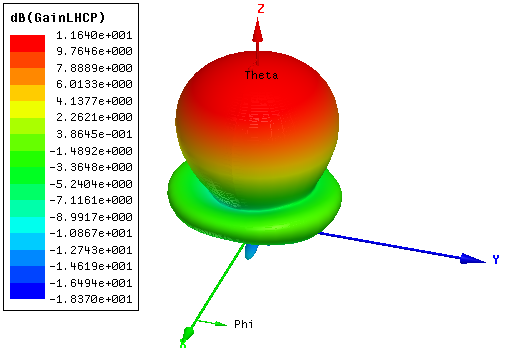 dB(GainLHCP)
1.1640e+001
9.7646e+000
7.8889e+000
6.0133e+000
4.1377e+000
2.2621e+000
3.8645e-001
-1.4892e+000
-3.3648e+000
-5.2404e+000
-7.1161e+000
-8.9917e+000
-1.0867e+001
-1.2743e+001
-1.4619e+001
-1.6494e+001
-1.8370e+001
Z
Theta
Y
Phi
X